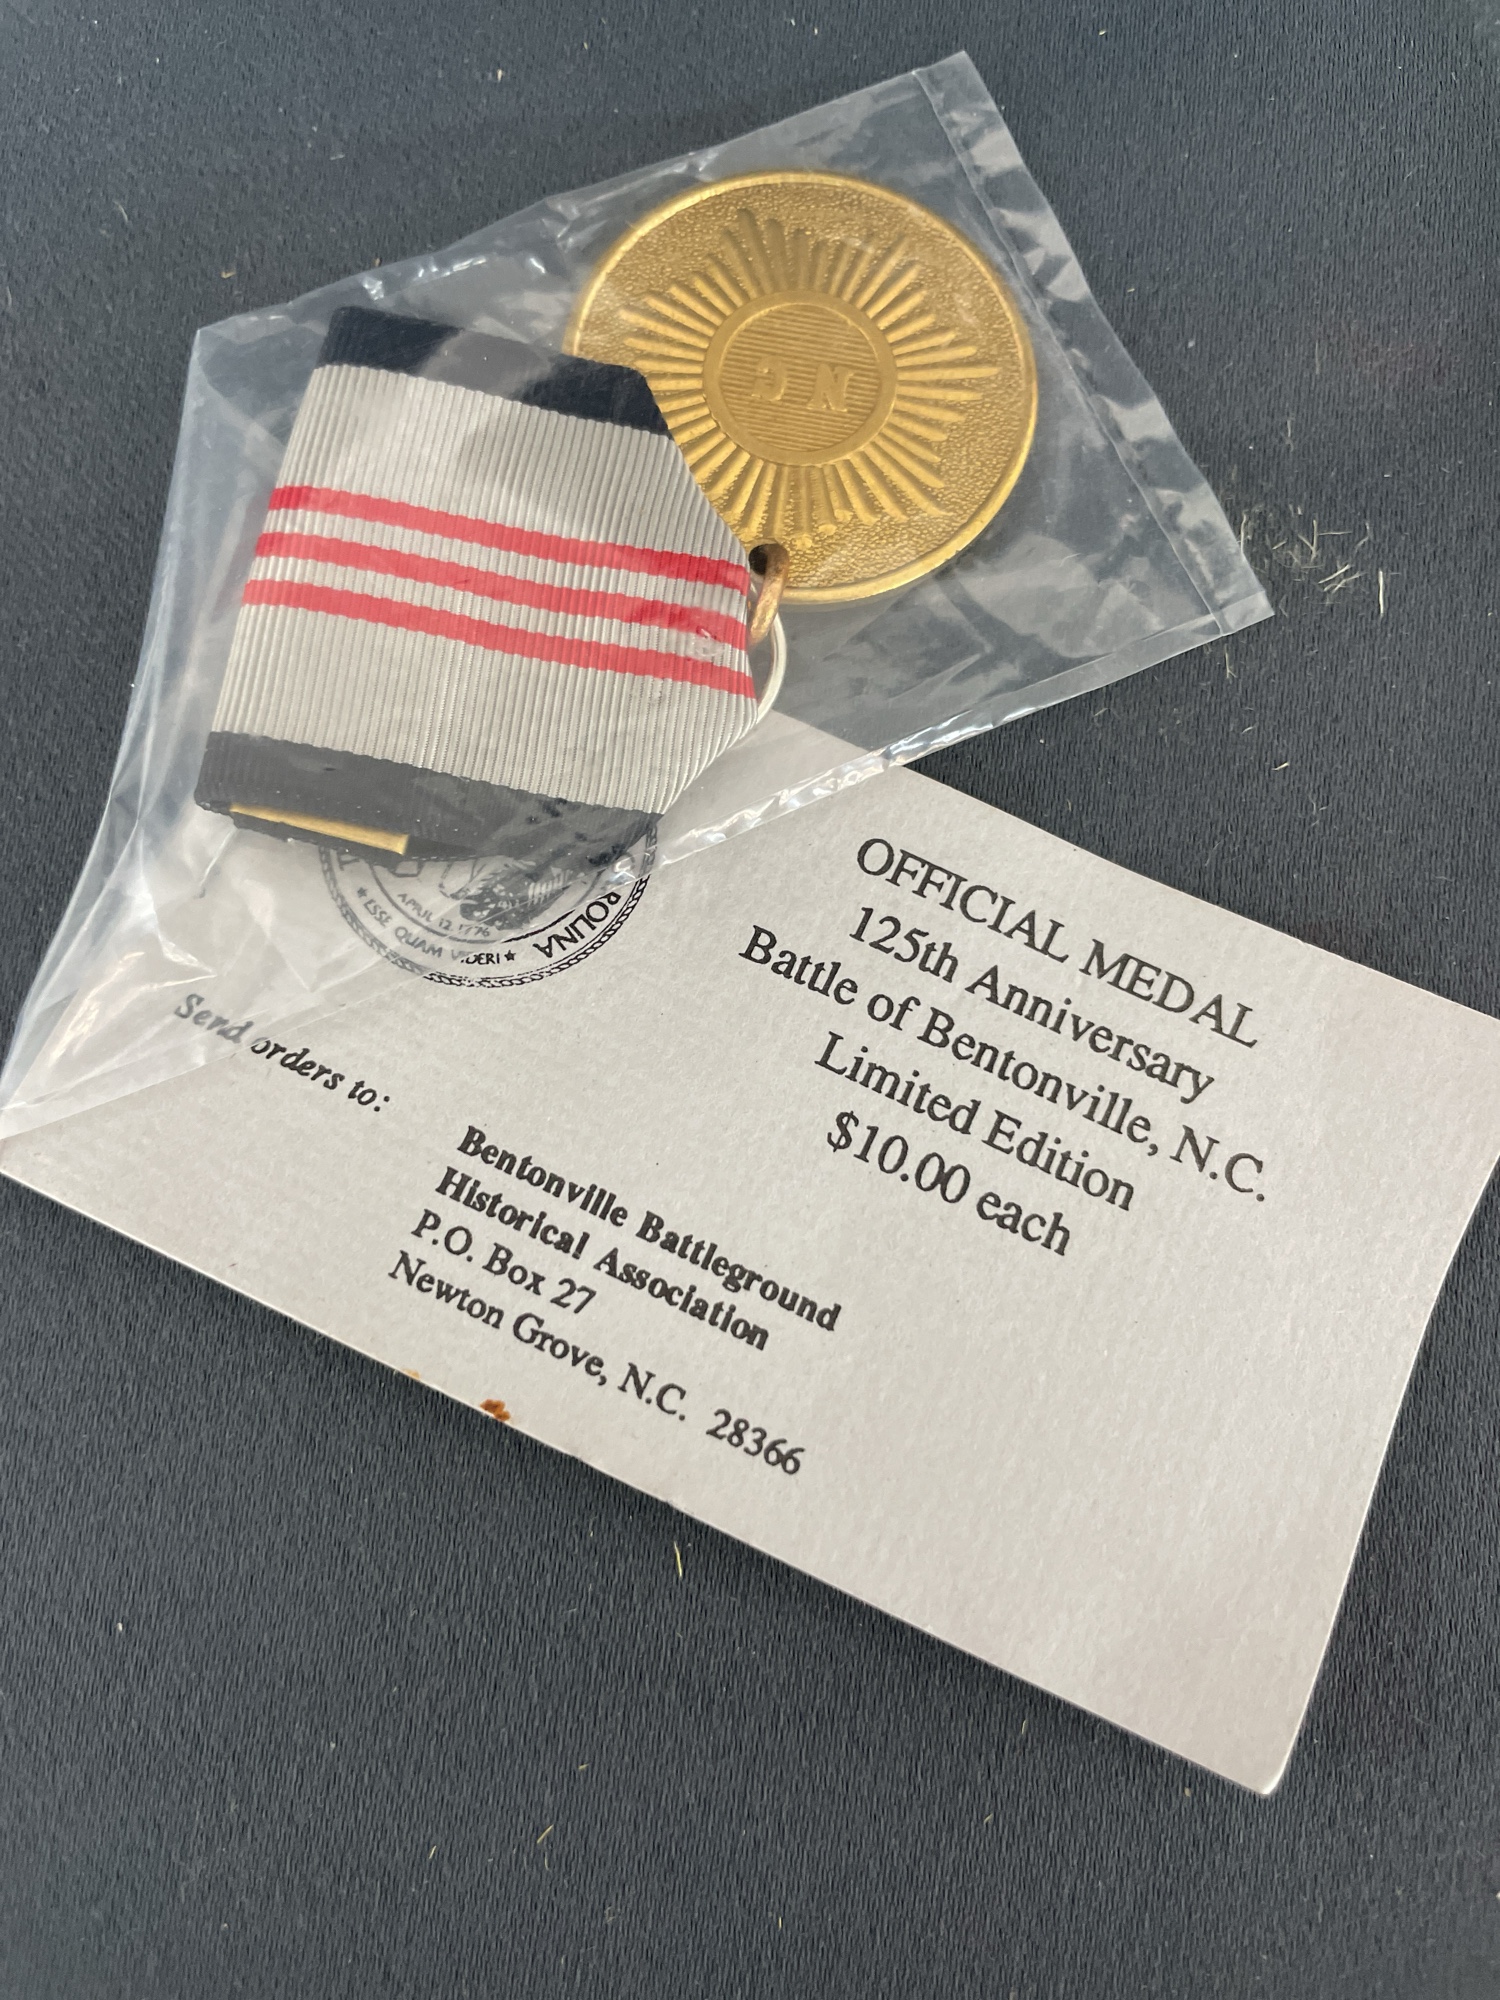 N C
ROLINA
APRIL 12 1776
★ ESSE QUAM VIDERI ★
OFFICIAL MEDAL
125th Anniversary
Battle of Bentonville, N.C.
Limited Edition
$10.00 each
Send orders to:
Bentonville Battleground
Historical Association
P.O. Box 27
Newton Grove, N.C. 28366